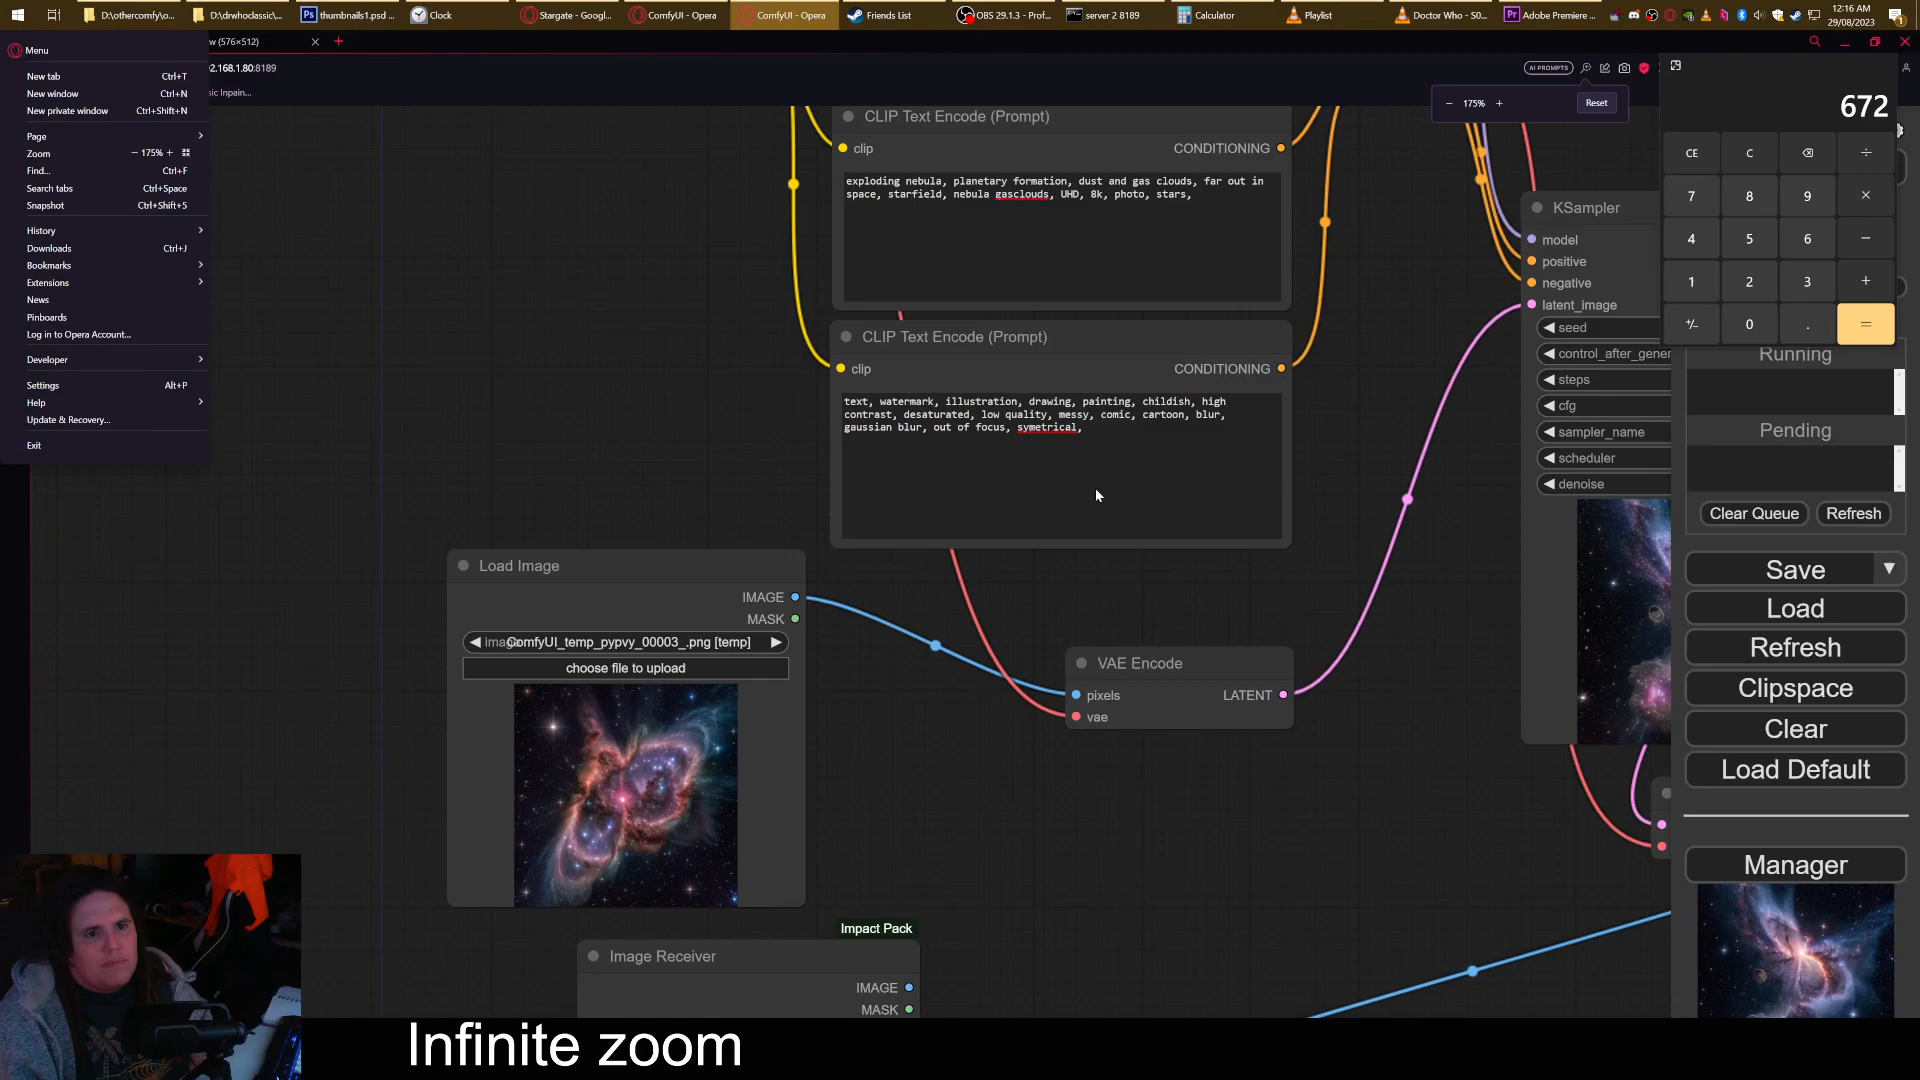 D:\othercomfy\o...
D:\drwhoclassic\...
thumbnails1.psd ...
Clock
Stargate - Googl...
ComfyUI - Opera
ComfyUI - Opera
Friends List
OBS 29.1.3 - Prof...
server 2 8189
Calculator
Playlist
Doctor Who - S0...
Adobe Premiere ...
12:16 AM
29/08/2023
Menu
w (576×512)
2.168.1.80:8189
sic Inpain...
AI PROMPTS
175%
Reset
New tab Ctrl+T
New window Ctrl+N
New private window Ctrl+Shift+N
Page
Zoom 175%
Find... Ctrl+F
Search tabs Ctrl+Space
Snapshot Ctrl+Shift+5
History
Downloads Ctrl+J
Bookmarks
Extensions
News
Pinboards
Log in to Opera Account...
Developer
Settings Alt+P
Help
Update & Recovery...
Exit
CLIP Text Encode (Prompt)
clip CONDITIONING
exploding nebula, planetary formation, dust and gas clouds, far out in
space, starfield, nebula gasclouds, UHD, 8k, photo, stars,
CLIP Text Encode (Prompt)
clip CONDITIONING
text, watermark, illustration, drawing, painting, childish, high
contrast, desaturated, low quality, messy, comic, cartoon, blur,
gaussian blur, out of focus, symetrical,
Load Image
IMAGE
MASK
ComfyUI_temp_pypvy_00003_.png [temp]
choose file to upload
VAE Encode
pixels LATENT
vae
Impact Pack
Image Receiver
IMAGE
MASK
KSampler
model
positive
negative
latent_image
seed
control_after_gener
steps
cfg
sampler_name
scheduler
denoise
672
CE C ⌫ ÷
7 8 9 ×
4 5 6 −
1 2 3 +
+/- 0 . =
Running
Pending
Clear Queue Refresh
Save
Load
Refresh
Clipspace
Clear
Load Default
Manager
Infinite zoom